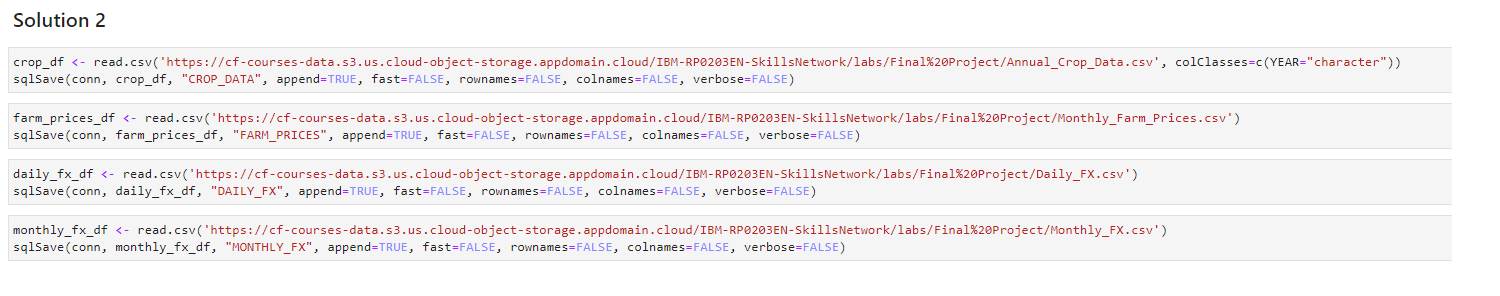 Solution 2
crop_df <- read.csv('https://cf-courses-data.s3.us.cloud-object-storage.appdomain.cloud/IBM-RP0203EN-SkillsNetwork/labs/Final%20Project/Annual_Crop_Data.csv', colClasses=c(YEAR="character"))
sqlSave(conn, crop_df, "CROP_DATA", append=TRUE, fast=FALSE, rownames=FALSE, colnames=FALSE, verbose=FALSE)
farm_prices_df <- read.csv('https://cf-courses-data.s3.us.cloud-object-storage.appdomain.cloud/IBM-RP0203EN-SkillsNetwork/labs/Final%20Project/Monthly_Farm_Prices.csv')
sqlSave(conn, farm_prices_df, "FARM_PRICES", append=TRUE, fast=FALSE, rownames=FALSE, colnames=FALSE, verbose=FALSE)
daily_fx_df <- read.csv('https://cf-courses-data.s3.us.cloud-object-storage.appdomain.cloud/IBM-RP0203EN-SkillsNetwork/labs/Final%20Project/Daily_FX.csv')
sqlSave(conn, daily_fx_df, "DAILY_FX", append=TRUE, fast=FALSE, rownames=FALSE, colnames=FALSE, verbose=FALSE)
monthly_fx_df <- read.csv('https://cf-courses-data.s3.us.cloud-object-storage.appdomain.cloud/IBM-RP0203EN-SkillsNetwork/labs/Final%20Project/Monthly_FX.csv')
sqlSave(conn, monthly_fx_df, "MONTHLY_FX", append=TRUE, fast=FALSE, rownames=FALSE, colnames=FALSE, verbose=FALSE)